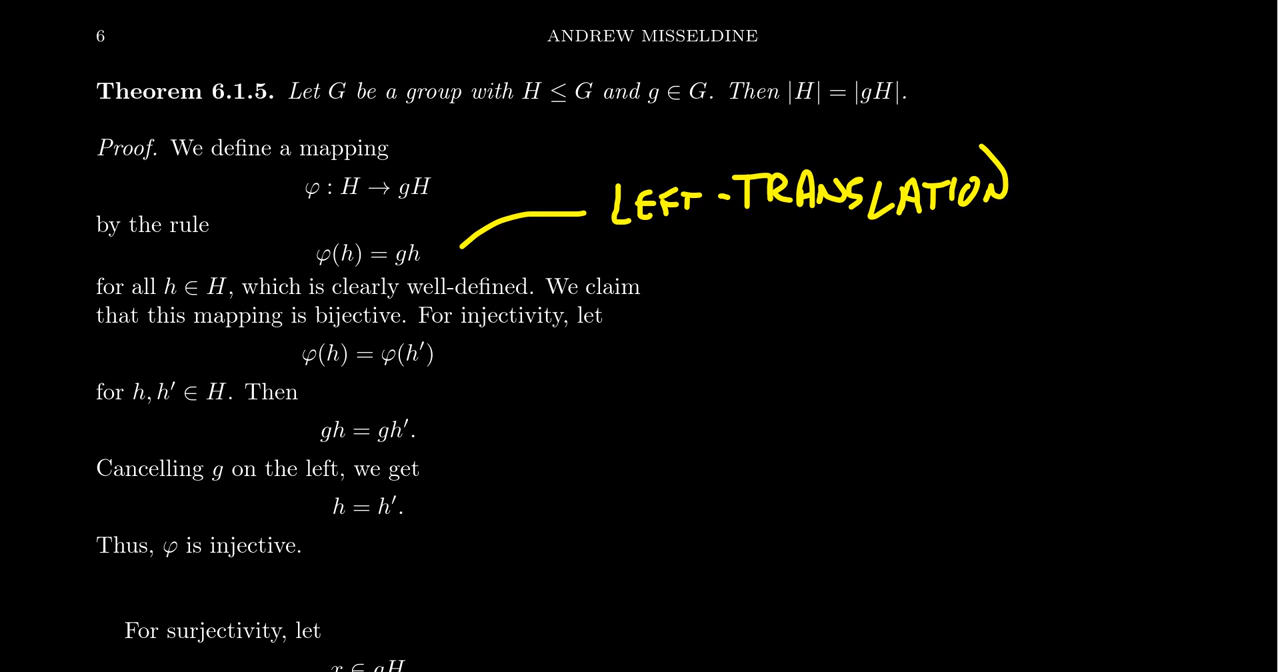 6
ANDREW MISSELDINE
Theorem 6.1.5. Let G be a group with H ≤ G and g ∈ G. Then |H| = |gH|.
Proof. We define a mapping
φ : H → gH
LEFT-TRANSLATION
by the rule
φ(h) = gh
for all h ∈ H, which is clearly well-defined. We claim
that this mapping is bijective. For injectivity, let
φ(h) = φ(h′)
for h, h′ ∈ H. Then
gh = gh′.
Cancelling g on the left, we get
h = h′.
Thus, φ is injective.
For surjectivity, let
x ∈ gH